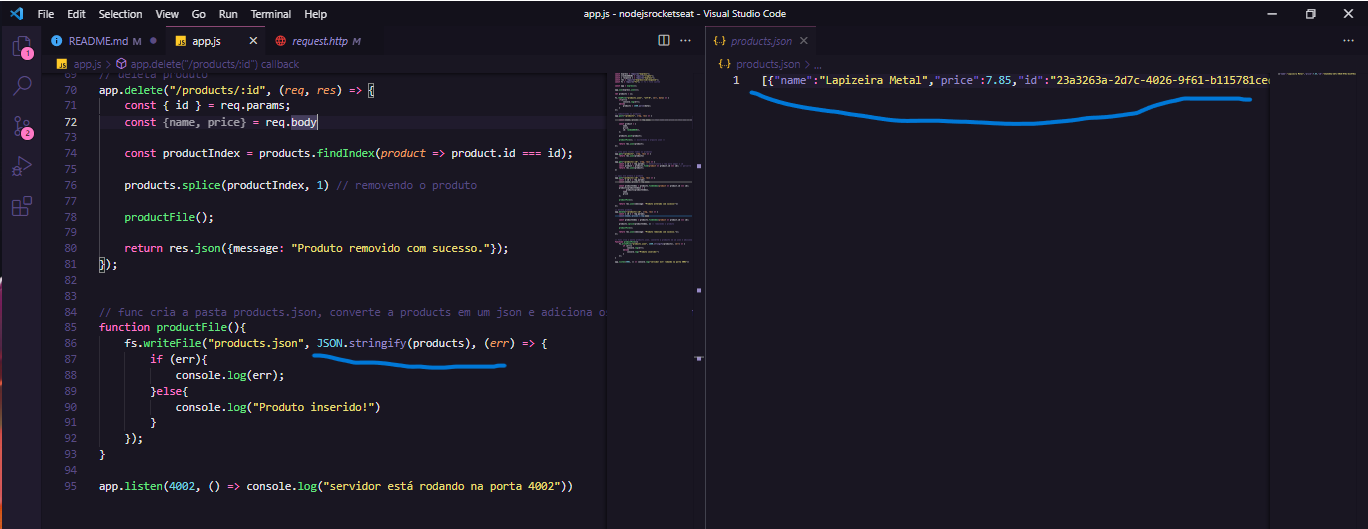 File Edit Selection View Go Run Terminal Help
app.js - nodejsrocketseat - Visual Studio Code
README.md M
app.js
request.http M
products.json
app.js > app.delete("/products/:id") callback
products.json > ...
1
2
69 // deleta produto
70 app.delete("/products/:id", (req, res) => {
71 const { id } = req.params;
72 const {name, price} = req.body
73
74 const productIndex = products.findIndex(product => product.id === id);
75
76 products.splice(productIndex, 1) // removendo o produto
77
78 productFile();
79
80 return res.json({message: "Produto removido com sucesso."});
81 });
82
83
84 // func cria a pasta products.json, converte a products em um json e adiciona o
85 function productFile(){
86 fs.writeFile("products.json", JSON.stringify(products), (err) => {
87 if (err){
88 console.log(err);
89 }else{
90 console.log("Produto inserido!")
91 }
92 });
93 }
94
95 app.listen(4002, () => console.log("servidor está rodando na porta 4002"))
1 [{"name":"Lapizeira Metal","price":7.85,"id":"23a3263a-2d7c-4026-9f61-b115781ce